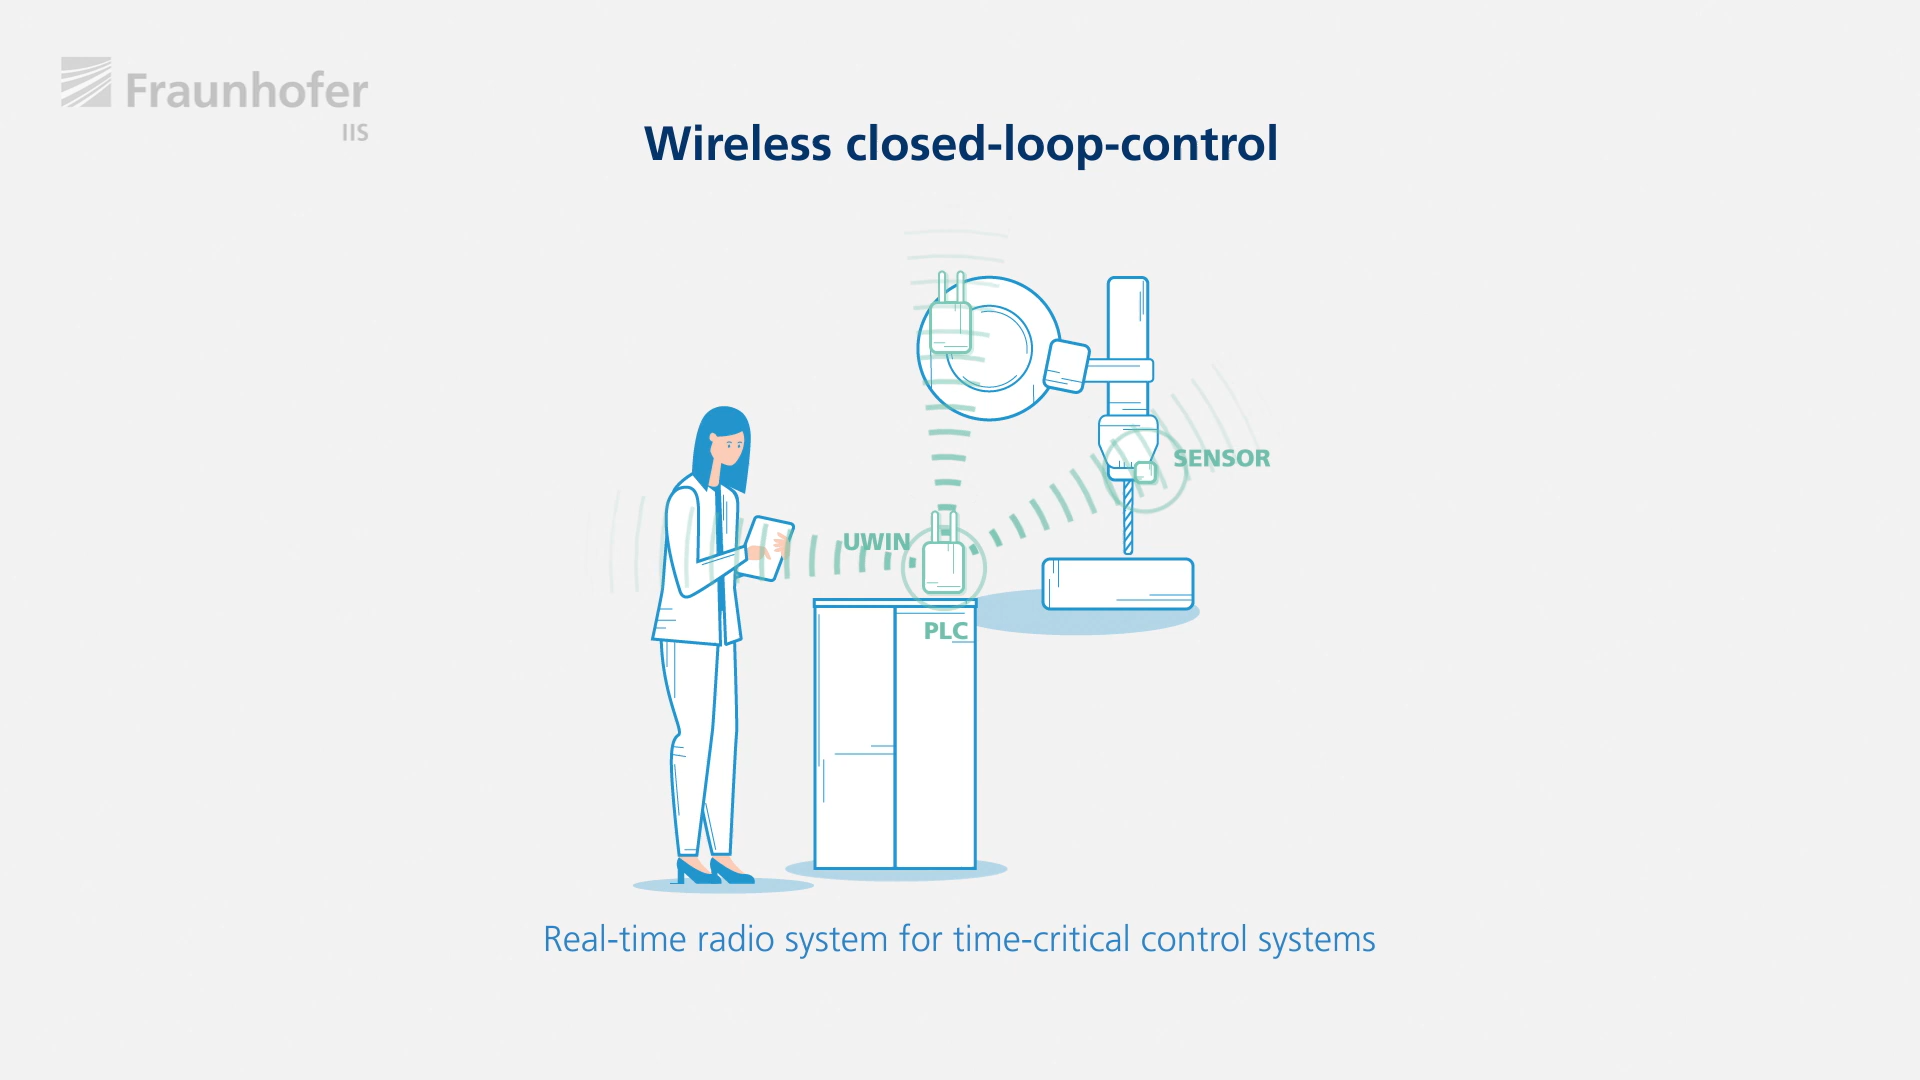 Fraunhofer
IIS
Wireless closed-loop-control
SENSOR
UWIN
PLC
Real-time radio system for time-critical control systems